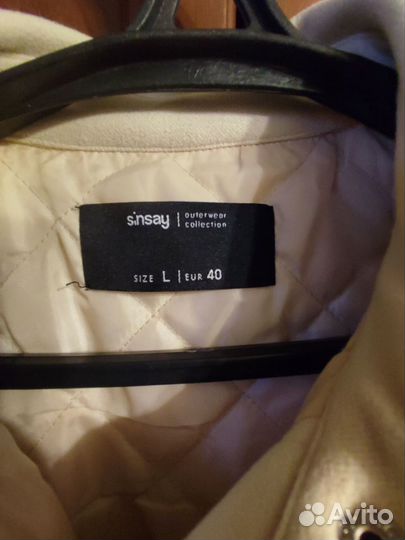 sinsay | outerwear
collection
SIZE L | EUR 40
Avito